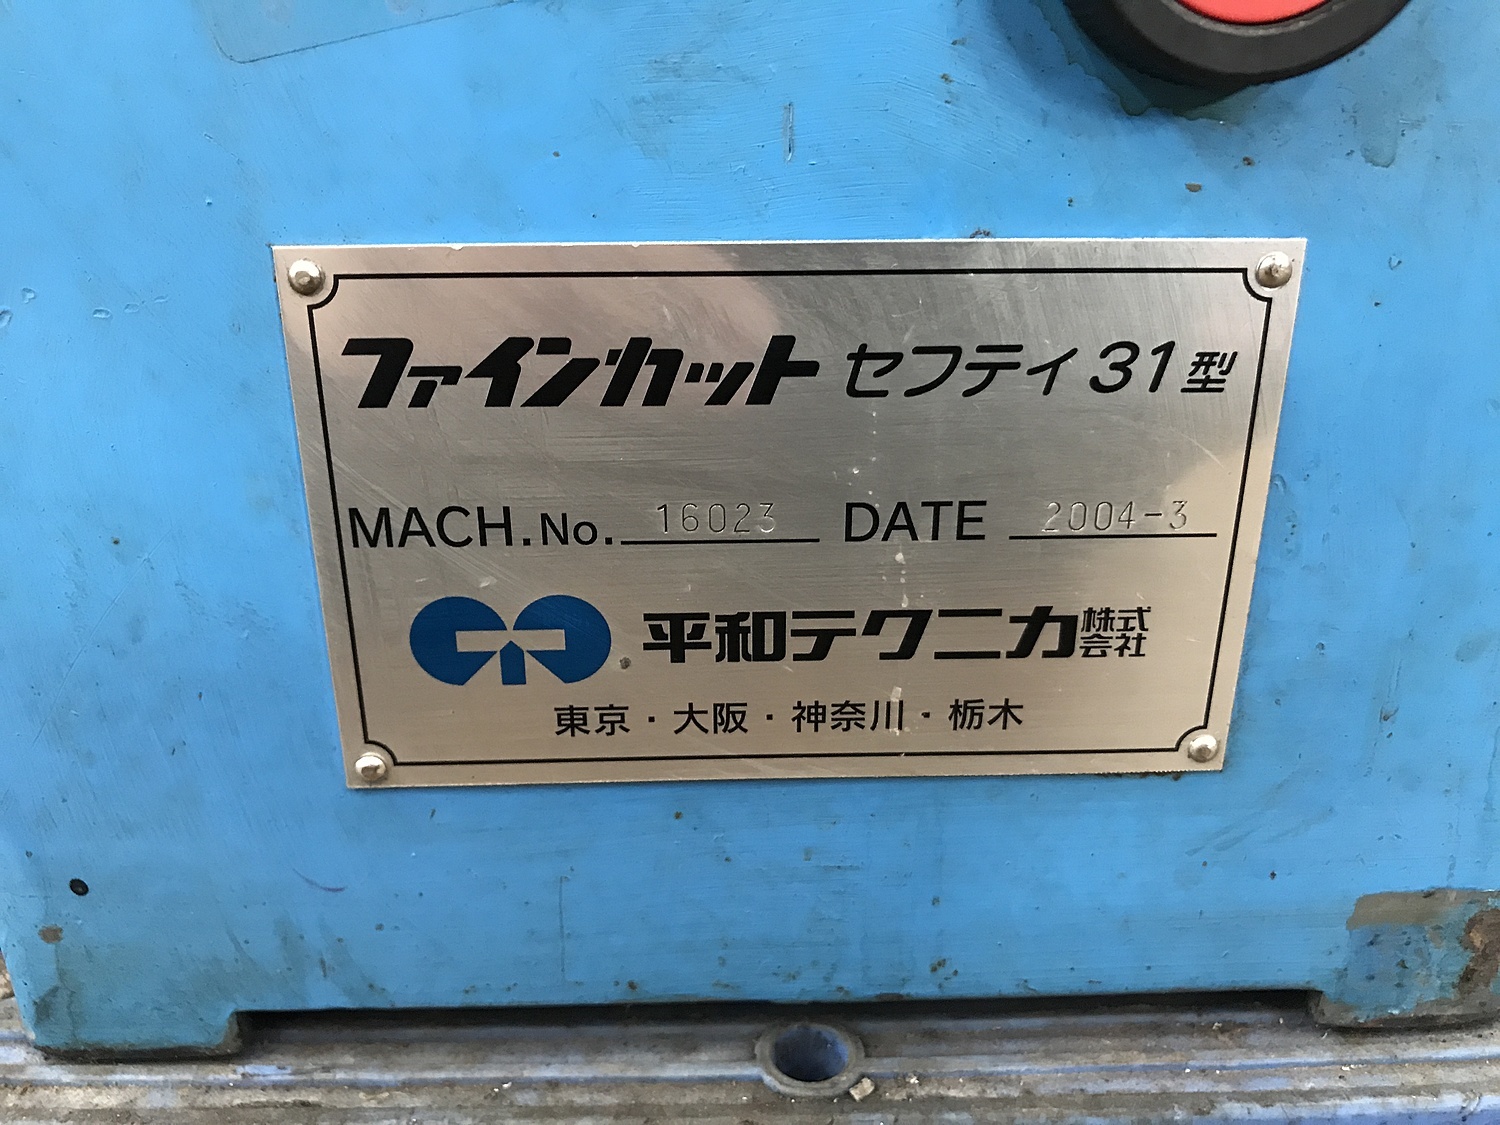 ファインカット セフティ 31型
MACH.No. 16023 DATE 2004-3
平和テクニカ株式会社
東京・大阪・神奈川・栃木